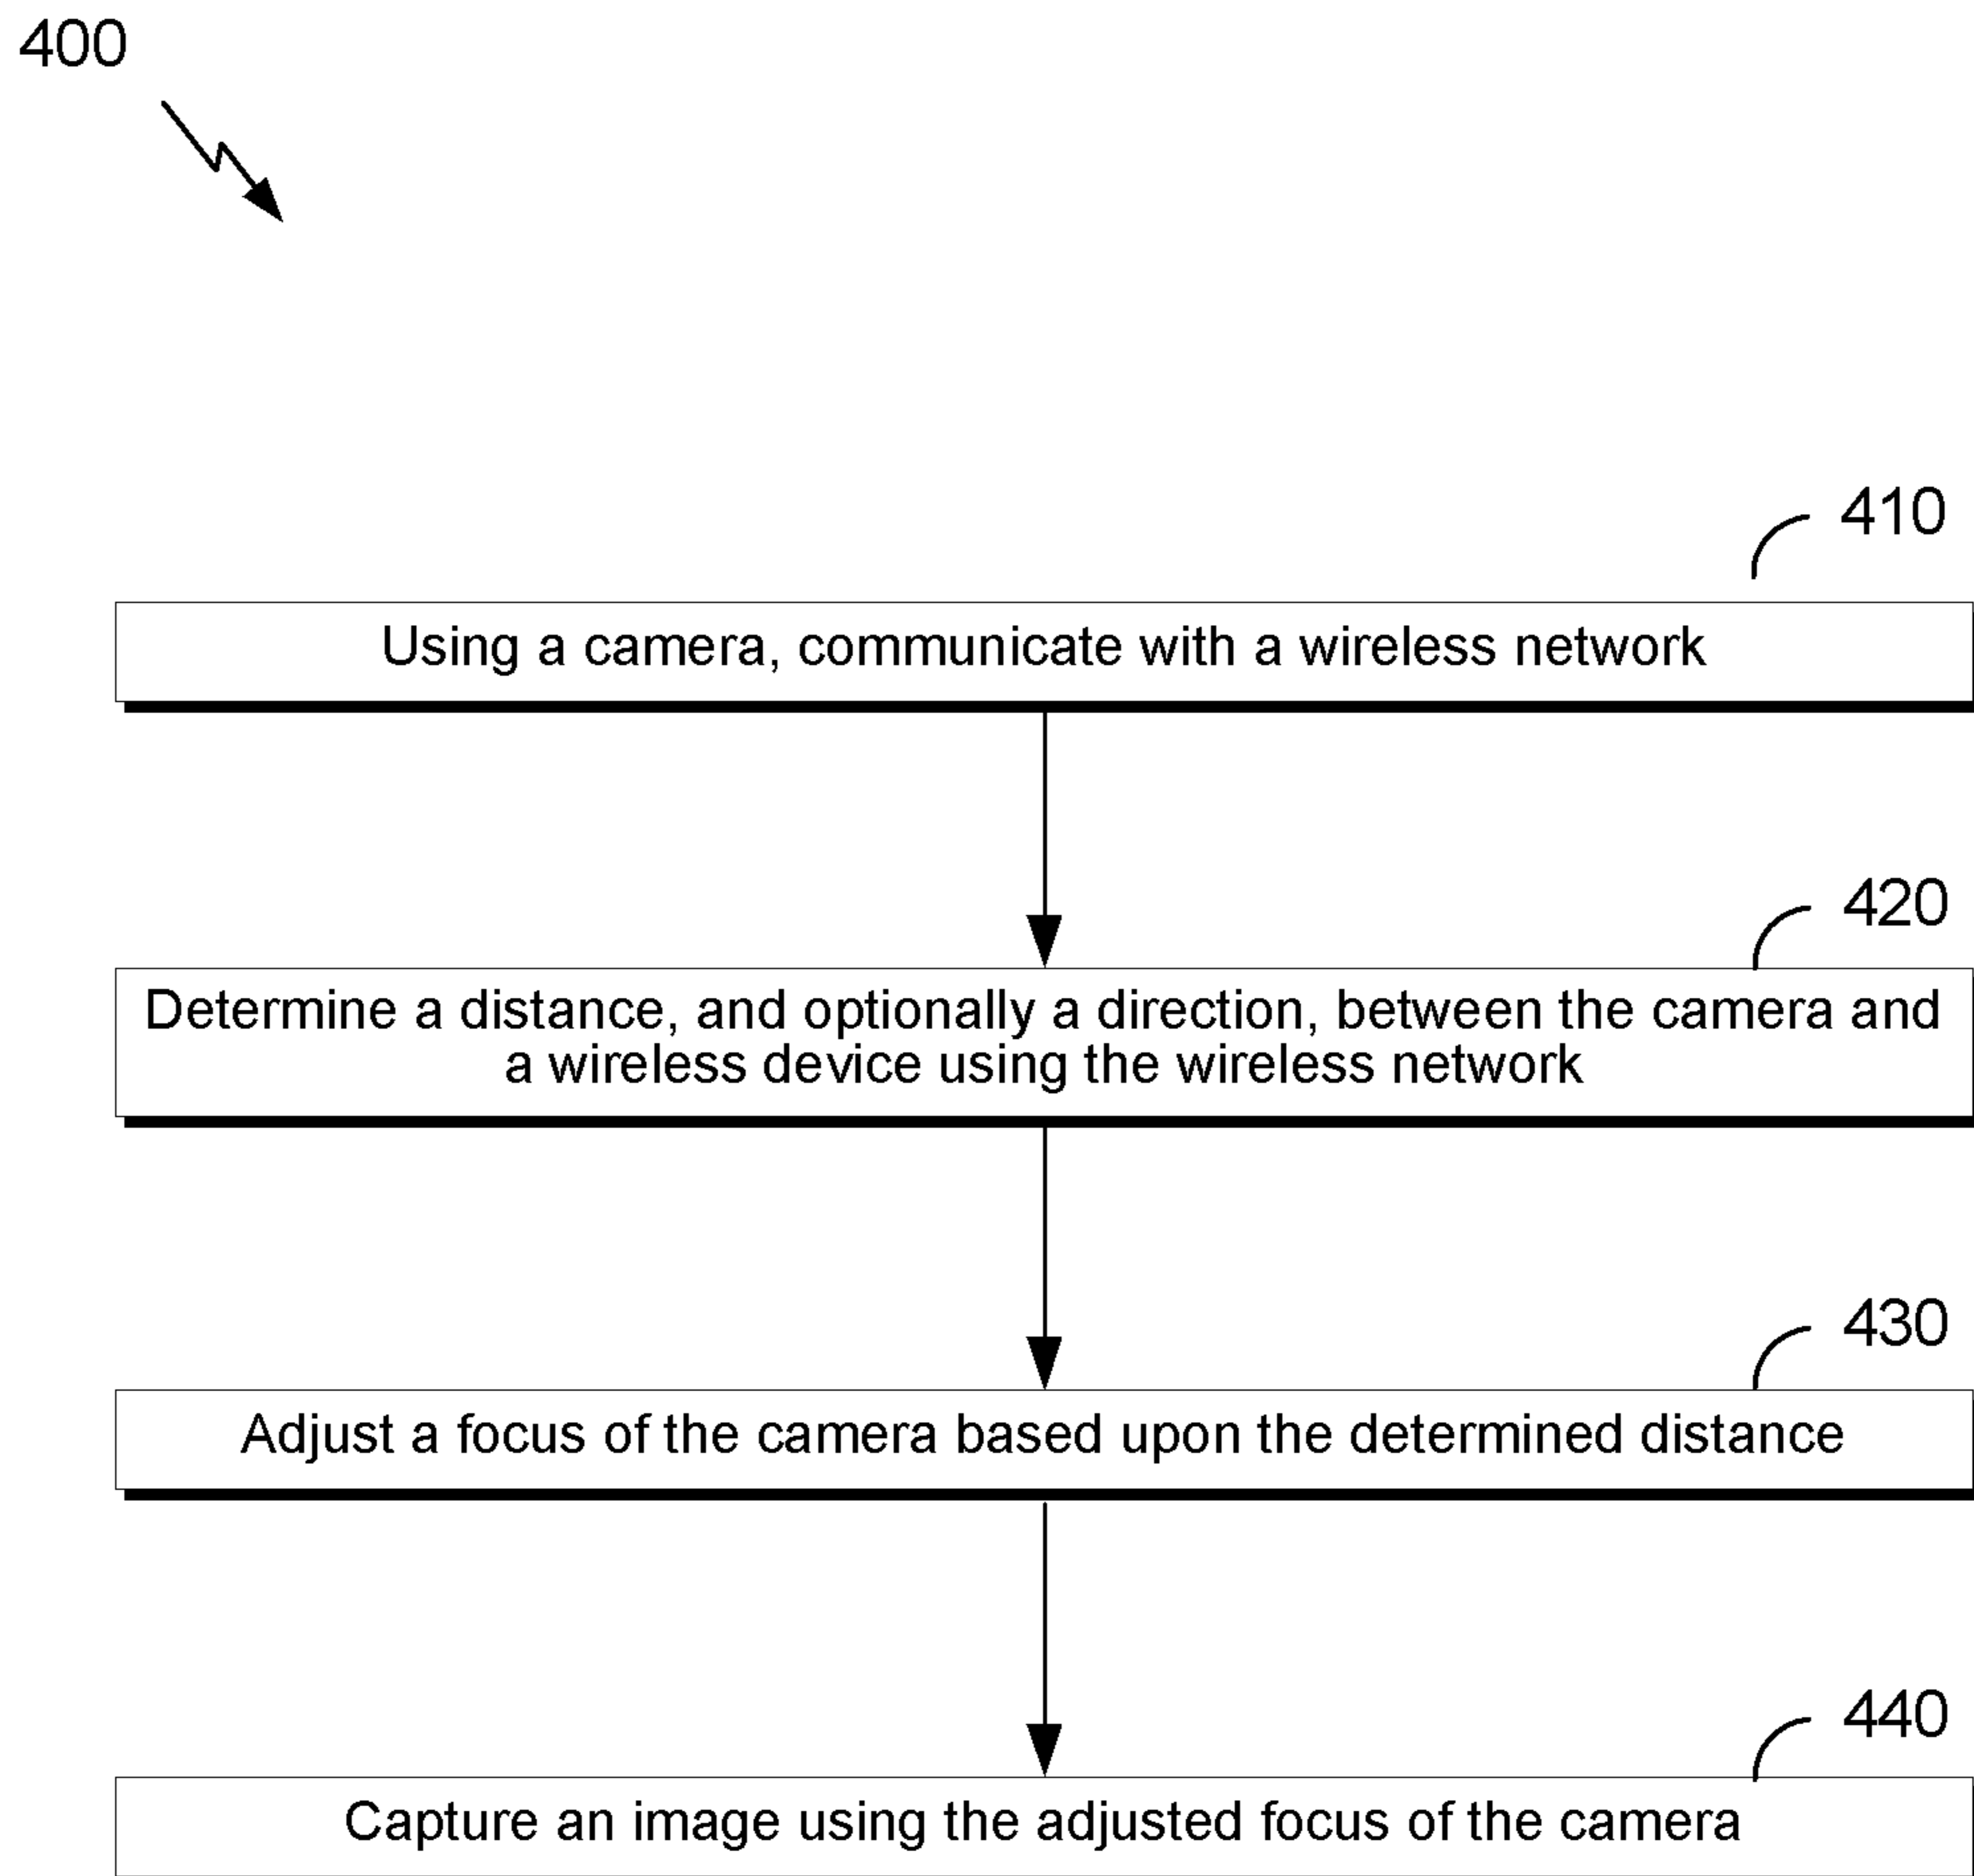 400
410
Using a camera, communicate with a wireless network
420
Determine a distance, and optionally a direction, between the camera and
a wireless device using the wireless network
430
Adjust a focus of the camera based upon the determined distance
440
Capture an image using the adjusted focus of the camera